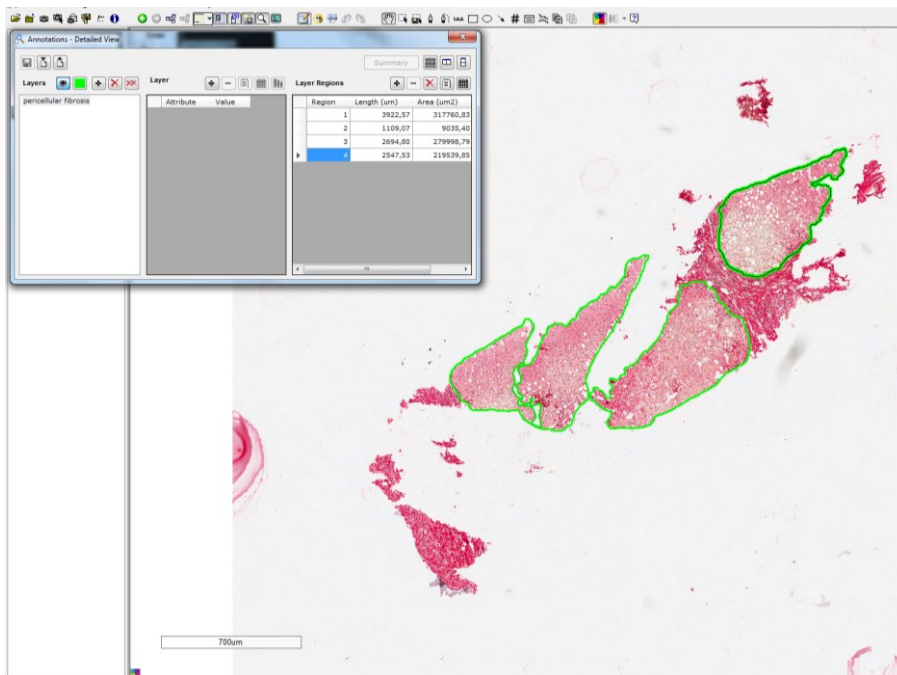 Annotations - Detailed View
Summary
Layers
Layer
Layer Regions
pericellular fibrosis
Attribute Value
Region Length (um) Area (um2)
1 3922,57 317760,83
2 1109,07 9035,40
3 2694,80 279998,79
4 2547,53 219539,85
700um